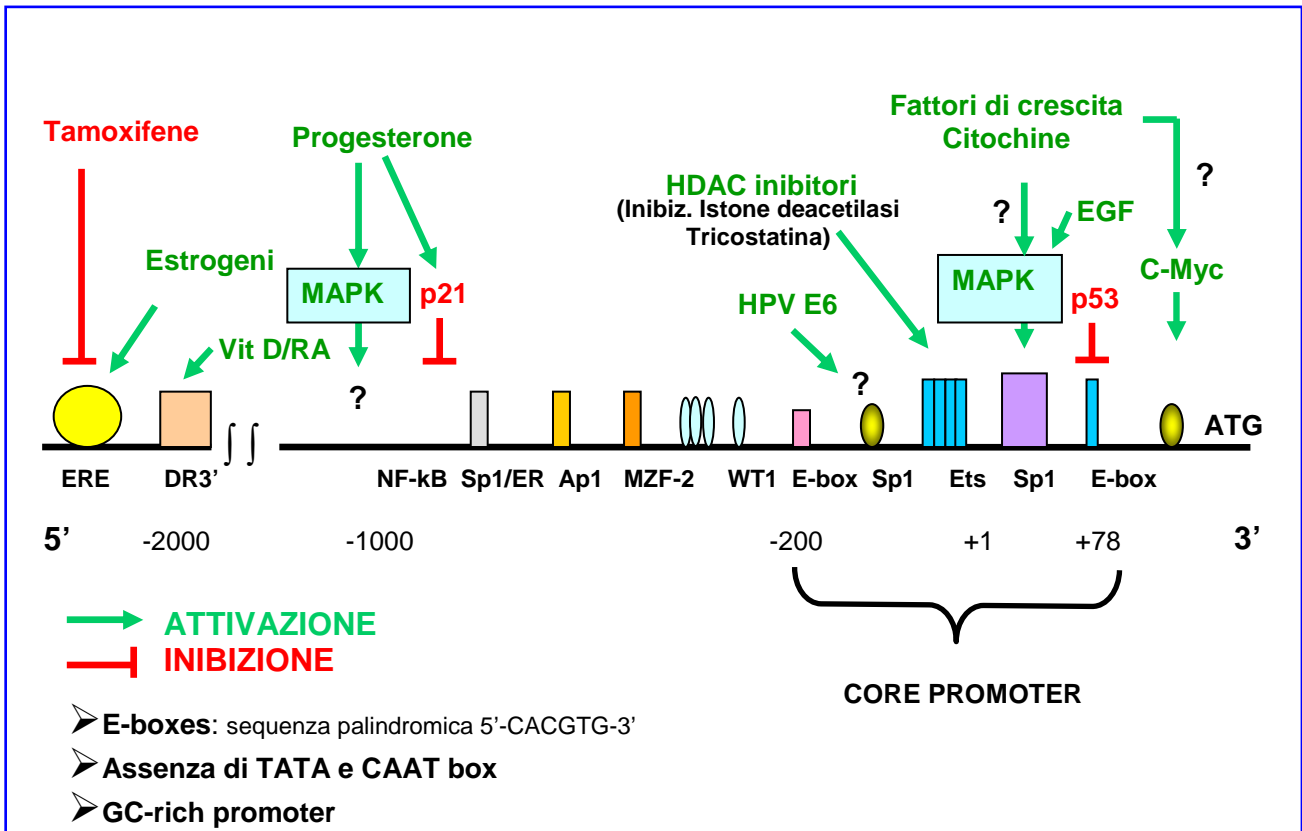 Tamoxifene
Progesterone
Fattori di crescita
Citochine
HDAC inibitori
(Inibiz. Istone deacetilasi
Tricostatina)
?
?
EGF
Estrogeni
MAPK
p21
MAPK
p53
C-Myc
HPV E6
Vit D/RA
?
?
ATG
ERE
DR3’
NF-kB
Sp1/ER
Ap1
MZF-2
WT1
E-box
Sp1
Ets
Sp1
E-box
5’
-2000
-1000
-200
+1
+78
3’
ATTIVAZIONE
INIBIZIONE
CORE PROMOTER
➢E-boxes: sequenza palindromica 5’-CACGTG-3’
➢Assenza di TATA e CAAT box
➢GC-rich promoter